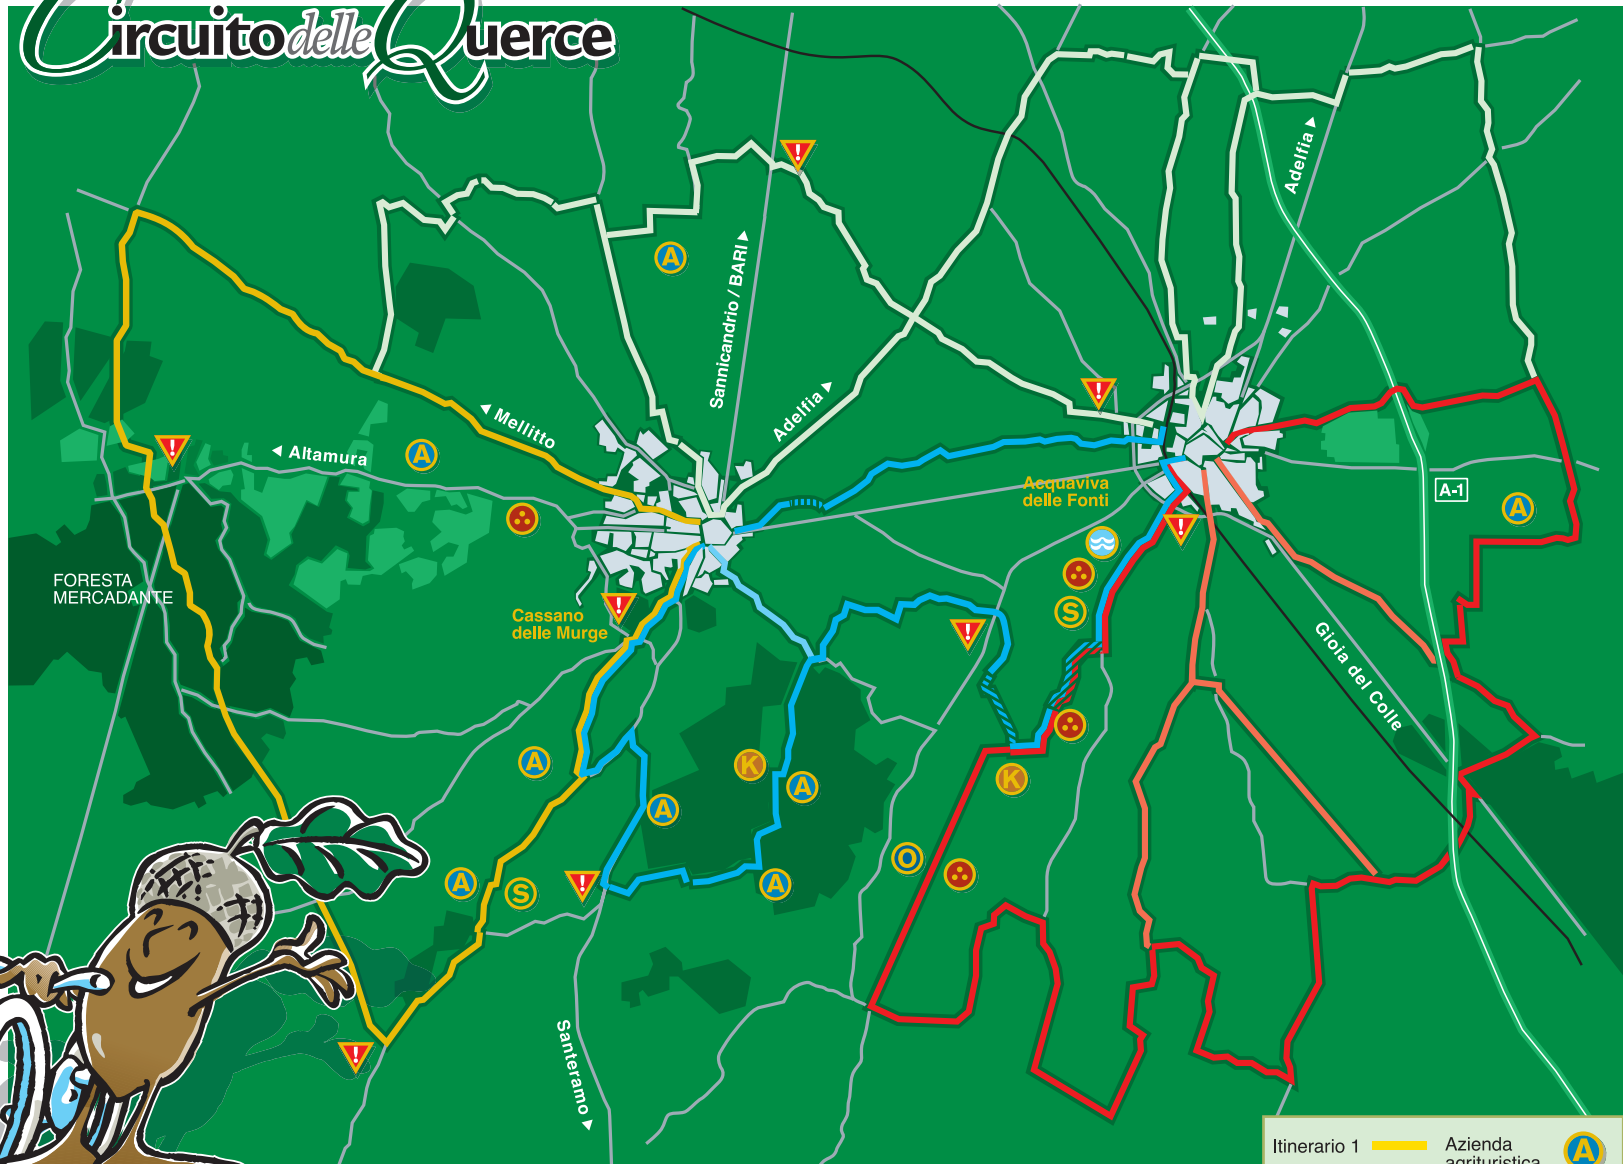 Circuito delle Querce
Adelfia
Sannicandrio / BARI
Adelfia
Mellitto
Altamura
A
A
Acquaviva
delle Fonti
A-1
A
FORESTA
MERCADANTE
Cassano
delle Murge
S
Gioia del Colle
A
K
A
K
A
O
A
S
A
Santeramo
Itinerario 1
Azienda
agrituristica
A